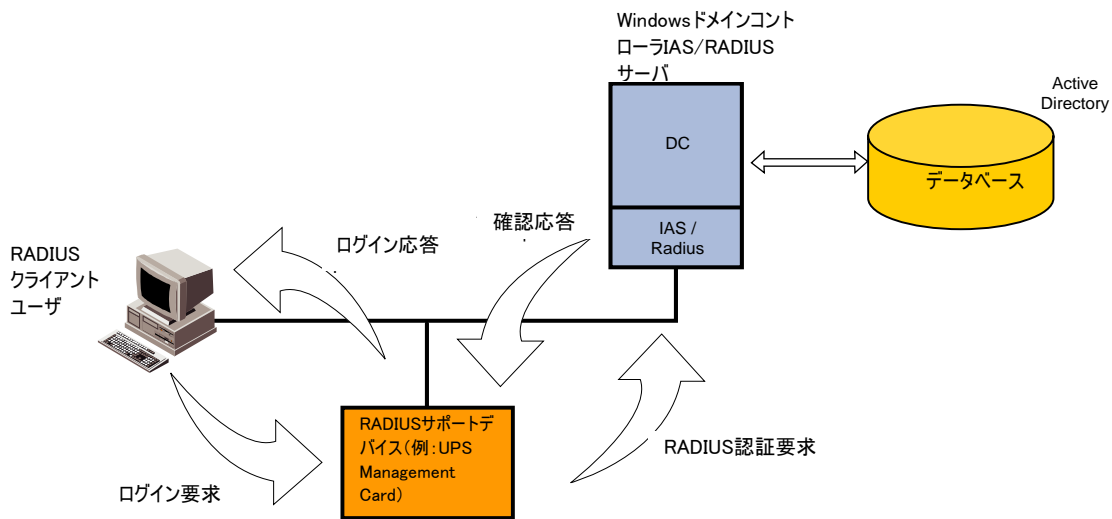 Windowsドメインコント
ローラIAS/RADIUS
サーバ
Active
Directory
DC
データベース
IAS /
Radius
確認応答
ログイン応答
RADIUS
クライアント
ユーザ
RADIUSサポートデ
バイス(例:UPS
Management
Card)
RADIUS認証要求
ログイン要求